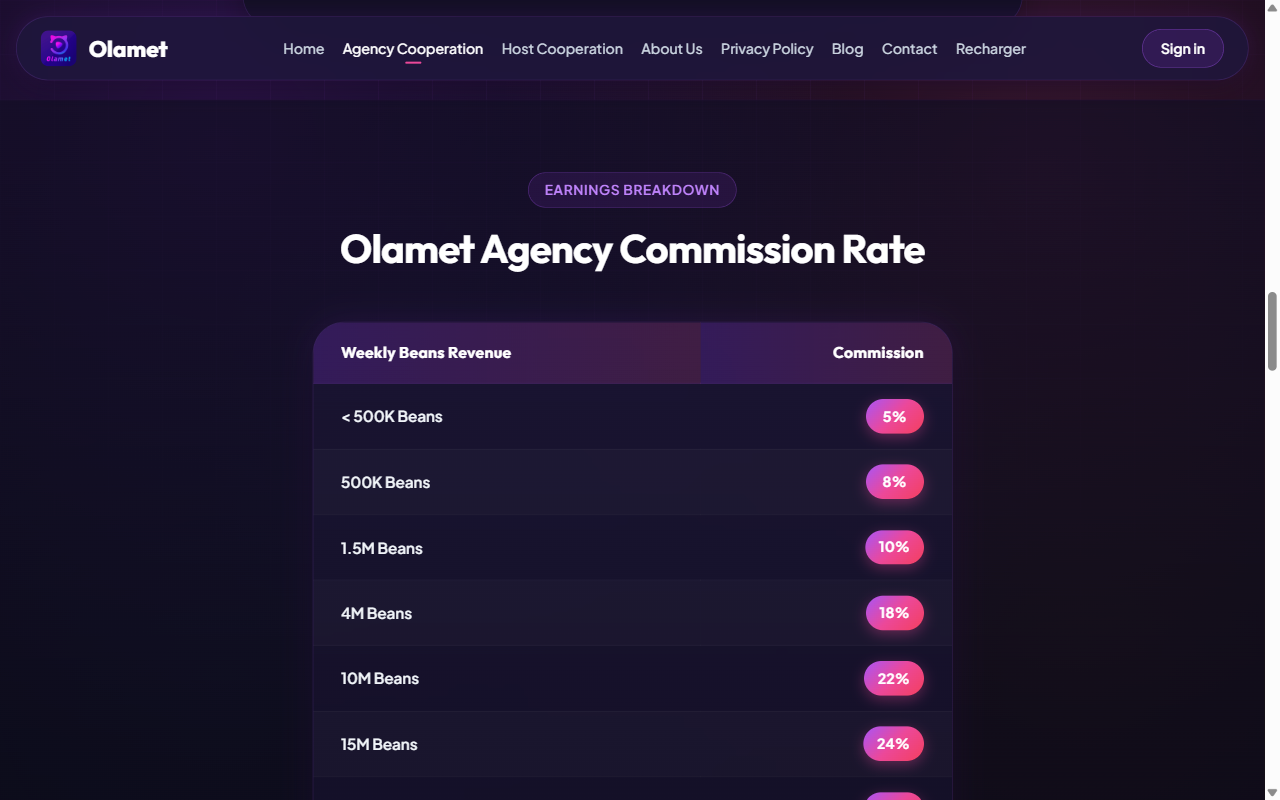 Olamet
Olamet
Home
Agency Cooperation
Host Cooperation
About Us
Privacy Policy
Blog
Contact
Recharger
Sign in
EARNINGS BREAKDOWN
Olamet Agency Commission Rate
Weekly Beans Revenue Commission
< 500K Beans 5%
500K Beans 8%
1.5M Beans 10%
4M Beans 18%
10M Beans 22%
15M Beans 24%